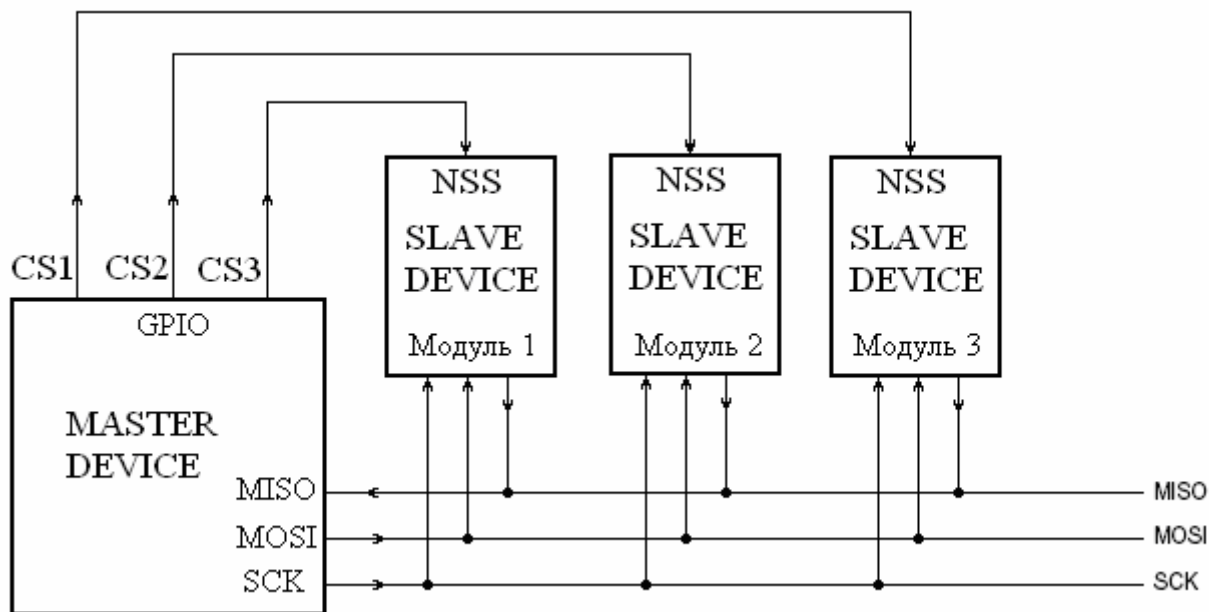 CS1
CS2
CS3
GPIO
MASTER
DEVICE
MISO
MOSI
SCK
NSS
SLAVE
DEVICE
Модуль 1
NSS
SLAVE
DEVICE
Модуль 2
NSS
SLAVE
DEVICE
Модуль 3
MISO
MOSI
SCK